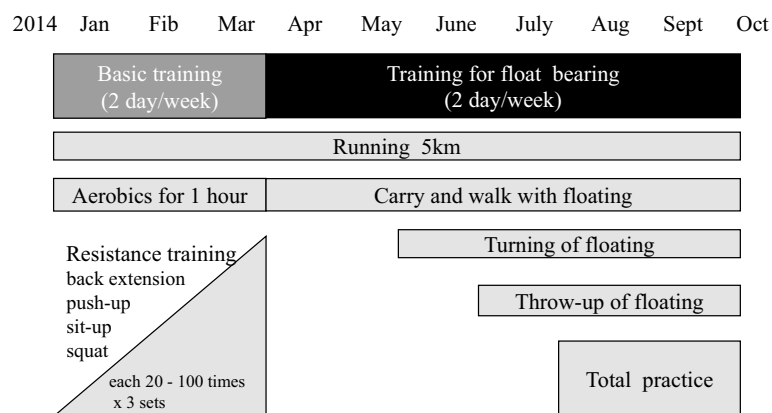 2014 Jan Fib Mar Apr May June July Aug Sept Oct
Basic training
(2 day/week)
Training for float bearing
(2 day/week)
Running 5km
Aerobics for 1 hour
Carry and walk with floating
Turning of floating
Resistance training
back extension
push-up
sit-up
squat
Throw-up of floating
each 20 - 100 times
x 3 sets
Total practice